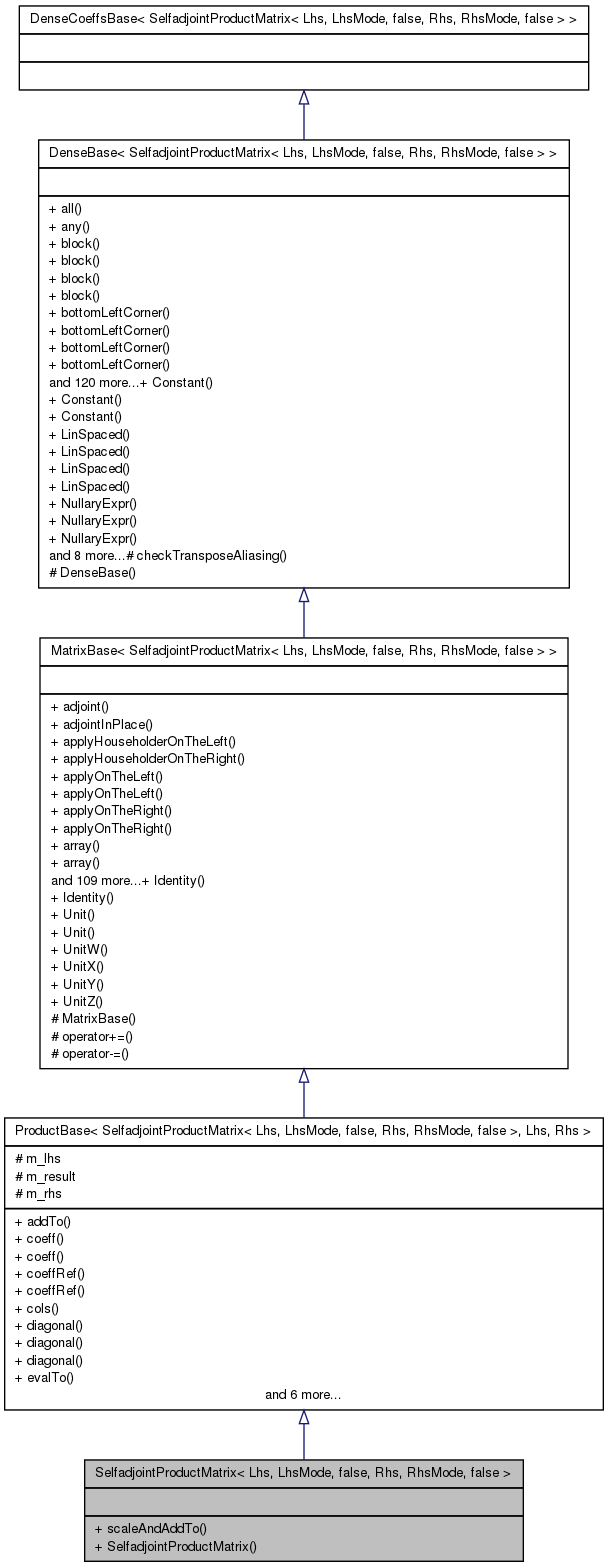 DenseCoeffsBase< SelfadjointProductMatrix< Lhs, LhsMode, false, Rhs, RhsMode, false > >
DenseBase< SelfadjointProductMatrix< Lhs, LhsMode, false, Rhs, RhsMode, false > >
+ all()
+ any()
+ block()
+ block()
+ block()
+ block()
+ bottomLeftCorner()
+ bottomLeftCorner()
+ bottomLeftCorner()
+ bottomLeftCorner()
and 120 more...+ Constant()
+ Constant()
+ Constant()
+ LinSpaced()
+ LinSpaced()
+ LinSpaced()
+ LinSpaced()
+ NullaryExpr()
+ NullaryExpr()
+ NullaryExpr()
and 8 more...# checkTransposeAliasing()
# DenseBase()
MatrixBase< SelfadjointProductMatrix< Lhs, LhsMode, false, Rhs, RhsMode, false > >
+ adjoint()
+ adjointInPlace()
+ applyHouseholderOnTheLeft()
+ applyHouseholderOnTheRight()
+ applyOnTheLeft()
+ applyOnTheLeft()
+ applyOnTheRight()
+ applyOnTheRight()
+ array()
+ array()
and 109 more...+ Identity()
+ Identity()
+ Unit()
+ Unit()
+ UnitW()
+ UnitX()
+ UnitY()
+ UnitZ()
# MatrixBase()
# operator+=()
# operator-=()
ProductBase< SelfadjointProductMatrix< Lhs, LhsMode, false, Rhs, RhsMode, false >, Lhs, Rhs >
# m_lhs
# m_result
# m_rhs
+ addTo()
+ coeff()
+ coeff()
+ coeffRef()
+ coeffRef()
+ cols()
+ diagonal()
+ diagonal()
+ diagonal()
+ evalTo()
and 6 more...
SelfadjointProductMatrix< Lhs, LhsMode, false, Rhs, RhsMode, false >
+ scaleAndAddTo()
+ SelfadjointProductMatrix()